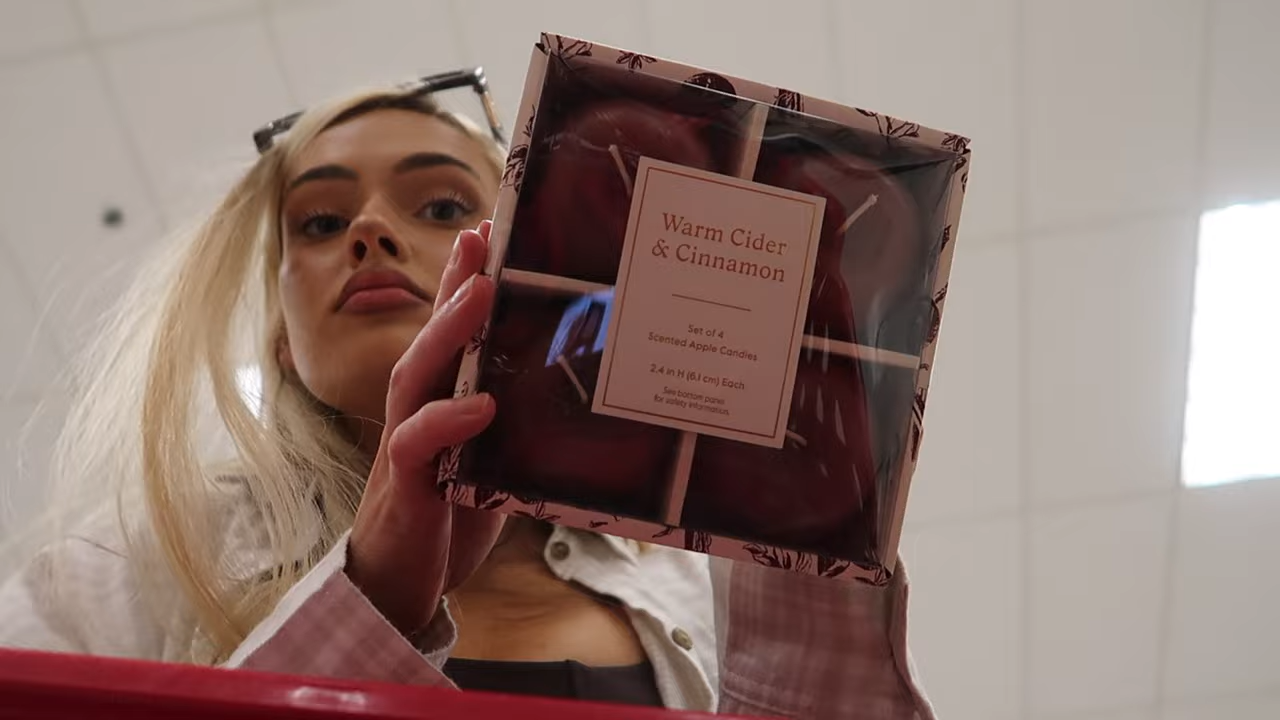 Warm Cider
& Cinnamon
Set of 4
Scented Apple Candles
2.4 in H (6.1 cm) Each
See bottom panel
for safety information.